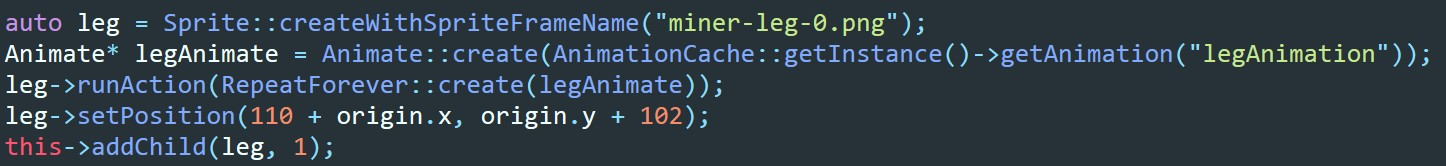 auto leg = Sprite::createWithSpriteFrameName("miner-leg-0.png");
Animate* legAnimate = Animate::create(AnimationCache::getInstance()->getAnimation("legAnimation"));
leg->runAction(RepeatForever::create(legAnimate));
leg->setPosition(110 + origin.x, origin.y + 102);
this->addChild(leg, 1);